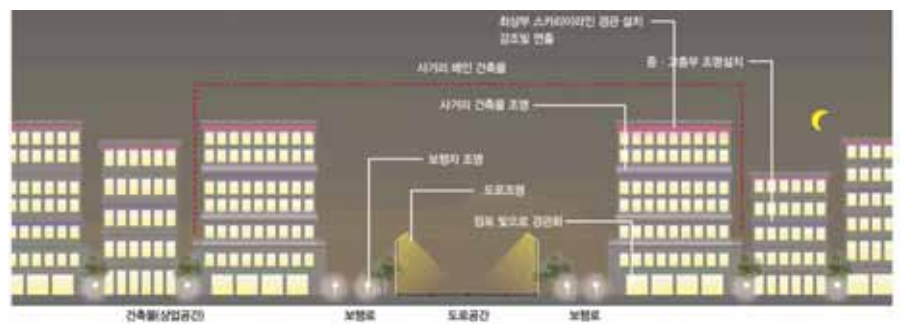 최상부 스카이라인 경관 설치
강조빛 연출
중 · 고층부 조명설치
사거리 메인 건축물
사거리 건축물 조명
보행자 조명
도로조명
점포 빛으로 경관화
건축물(상업공간)
보행로
도로공간
보행로